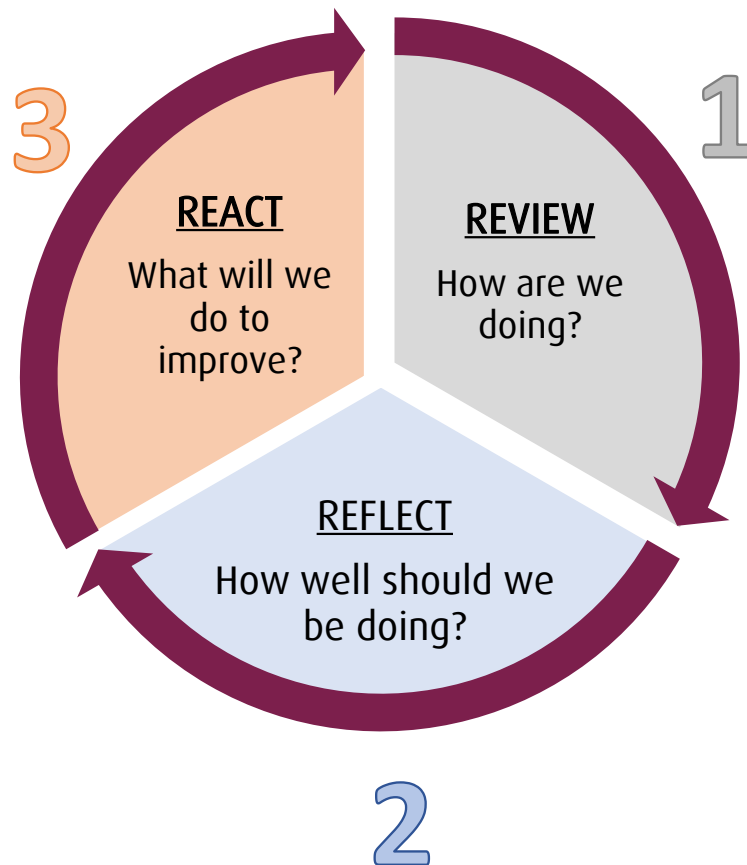 1
REVIEW
How are we
doing?
2
REFLECT
How well should we
be doing?
3
REACT
What will we
do to
improve?